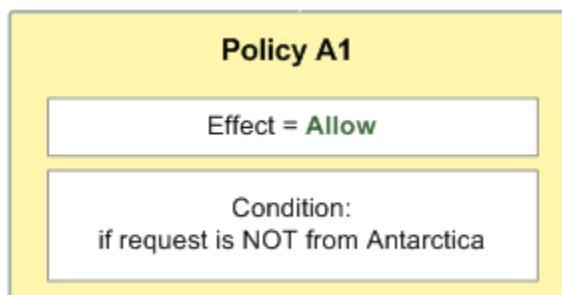 Policy A1
Effect = Allow
Condition:
if request is NOT from Antarctica